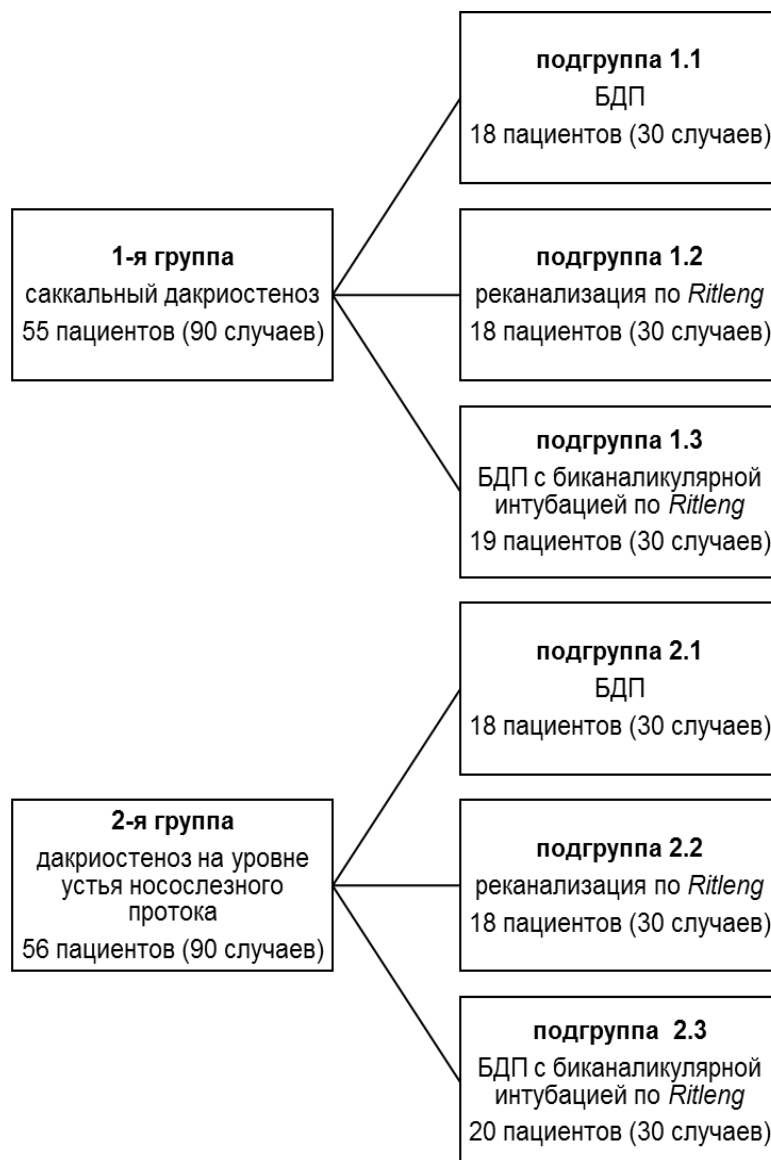 1-я группа
саккальный дакриостеноз
55 пациентов (90 случаев)
подгруппа 1.1
БДП
18 пациентов (30 случаев)
подгруппа 1.2
реканализация по Ritleng
18 пациентов (30 случаев)
подгруппа 1.3
БДП с биканаликулярной
интубацией по Ritleng
19 пациентов (30 случаев)
2-я группа
дакриостеноз на уровне
устья носослезного
протока
56 пациентов (90 случаев)
подгруппа 2.1
БДП
18 пациентов (30 случаев)
подгруппа 2.2
реканализация по Ritleng
18 пациентов (30 случаев)
подгруппа 2.3
БДП с биканаликулярной
интубацией по Ritleng
20 пациентов (30 случаев)